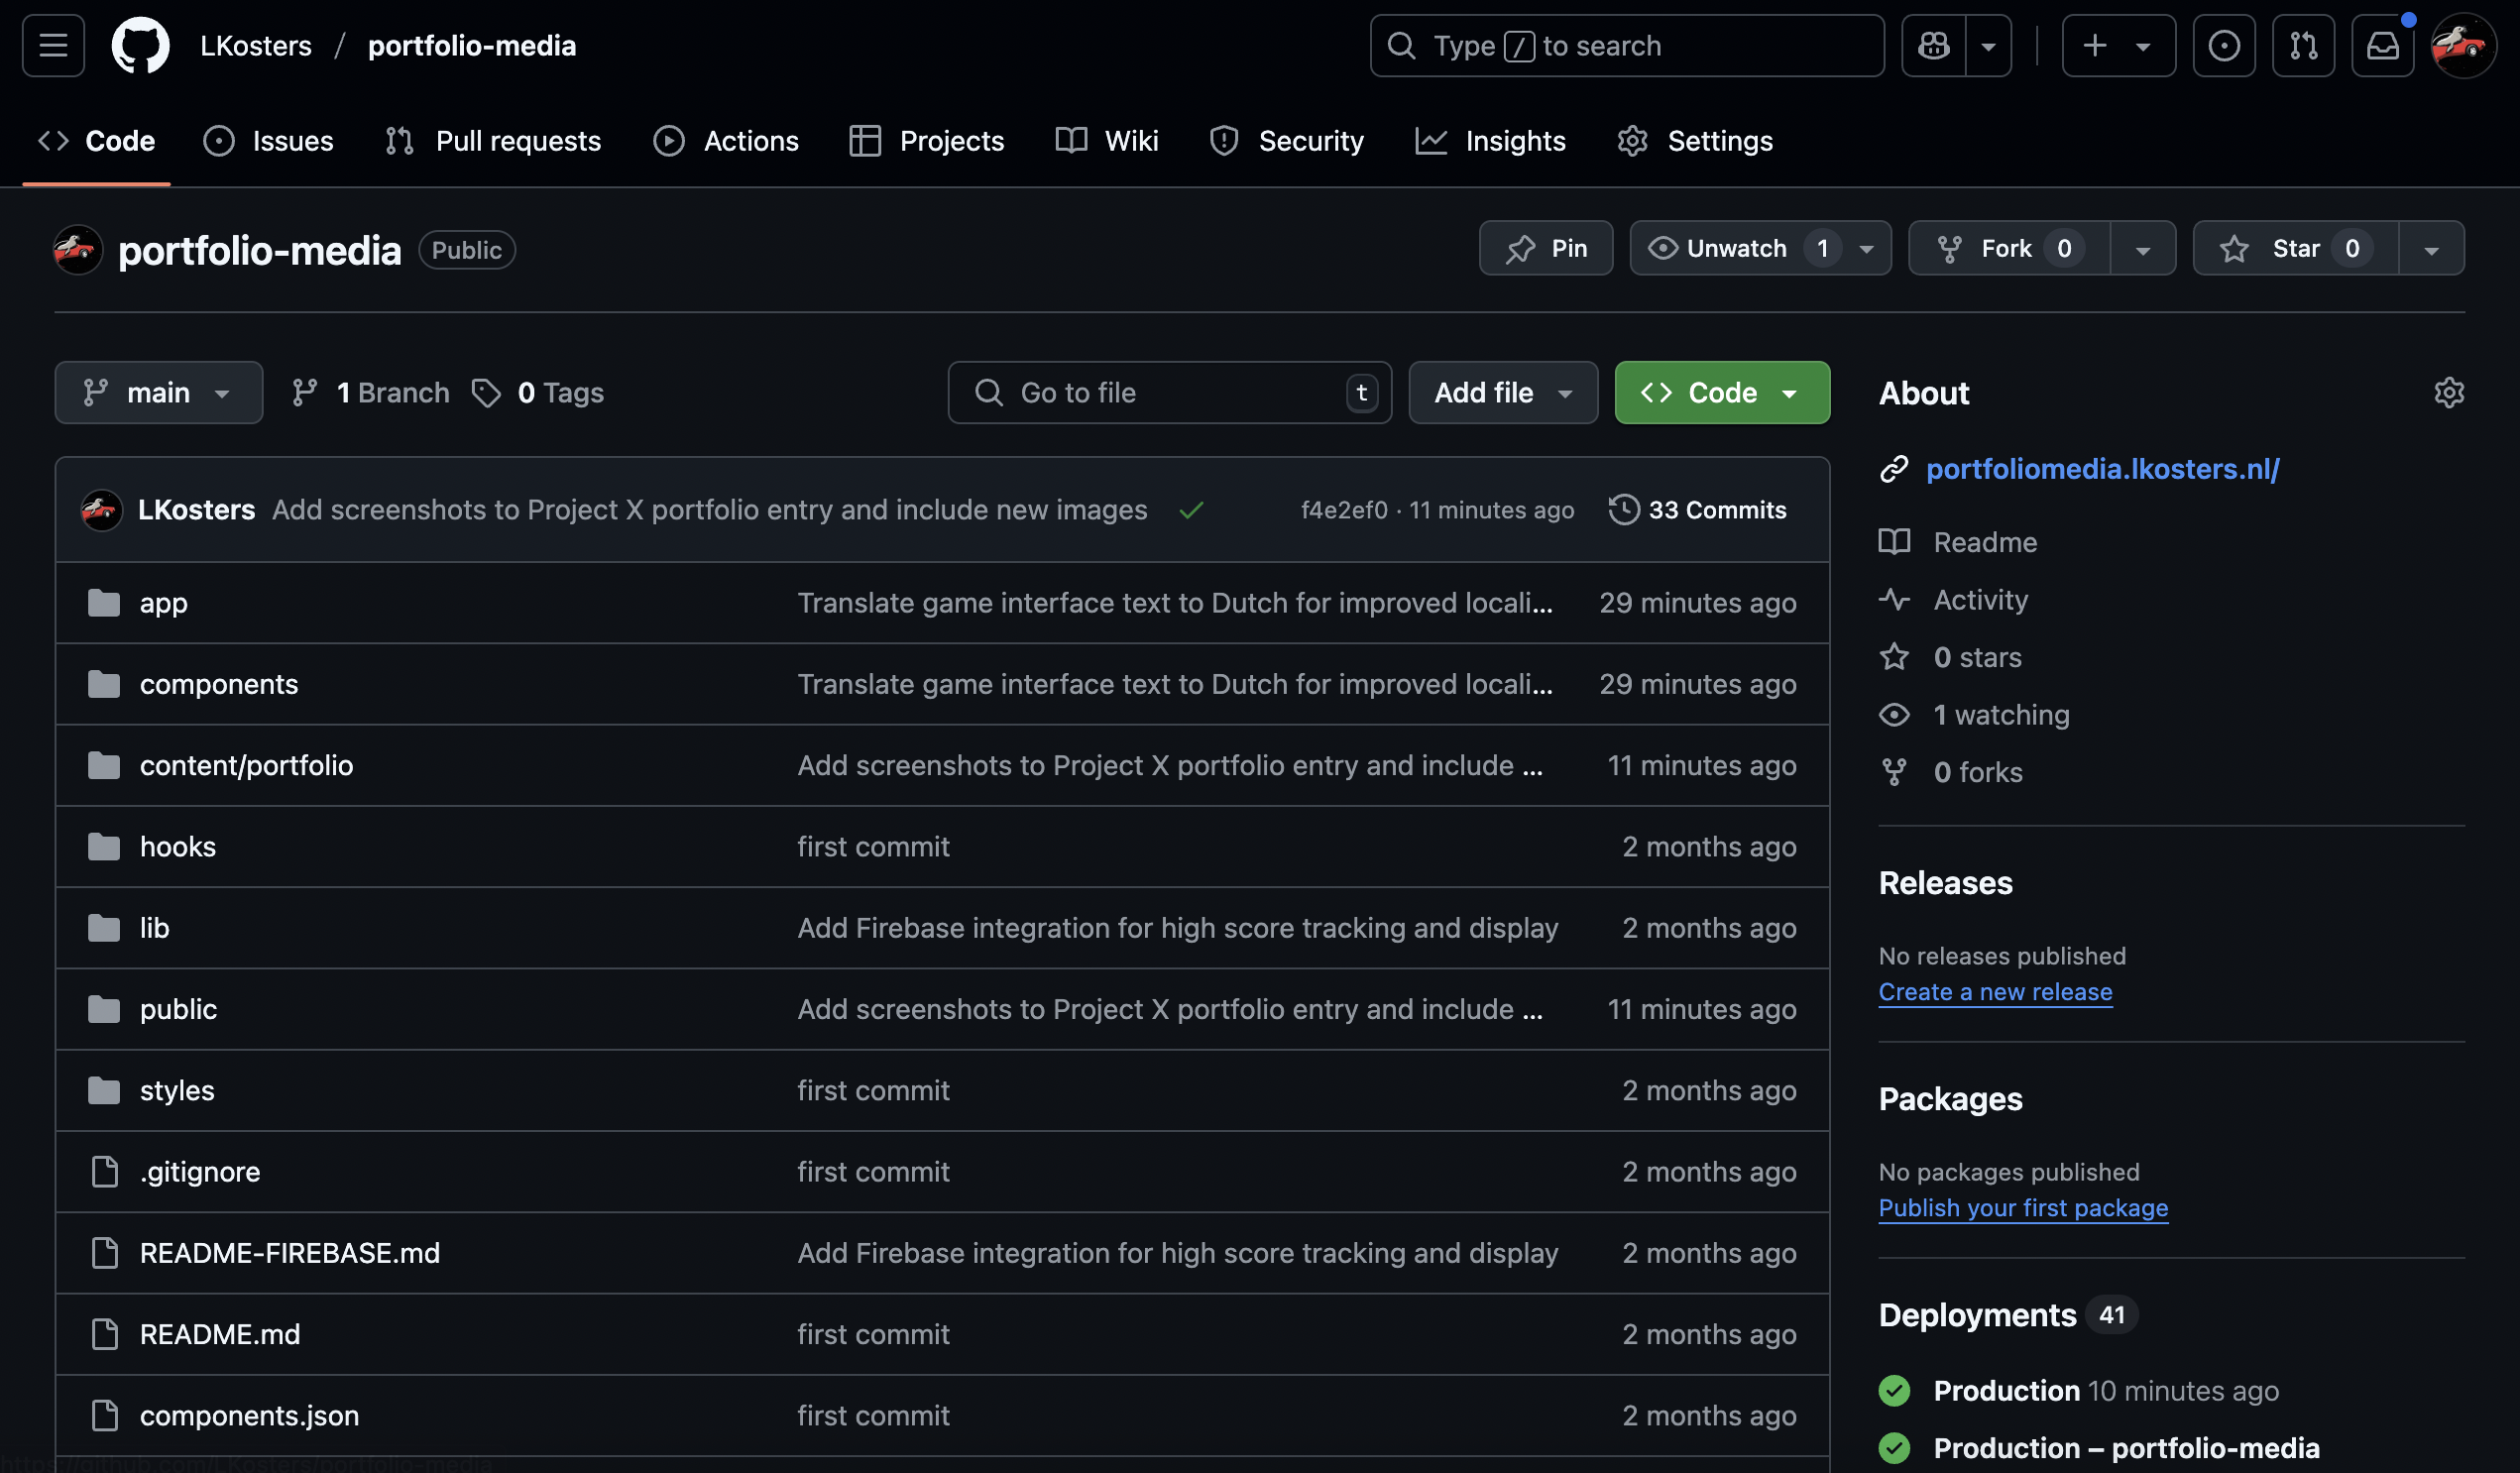 LKosters / portfolio-media
Type / to search
Code Issues Pull requests Actions Projects Wiki Security Insights Settings
portfolio-media Public
Pin Unwatch 1 Fork 0 Star 0
main 1 Branch 0 Tags Go to file t Add file Code
LKosters Add screenshots to Project X portfolio entry and include new images f4e2ef0 · 11 minutes ago 33 Commits
app Translate game interface text to Dutch for improved locali... 29 minutes ago
components Translate game interface text to Dutch for improved locali... 29 minutes ago
content/portfolio Add screenshots to Project X portfolio entry and include ... 11 minutes ago
hooks first commit 2 months ago
lib Add Firebase integration for high score tracking and display 2 months ago
public Add screenshots to Project X portfolio entry and include ... 11 minutes ago
styles first commit 2 months ago
.gitignore first commit 2 months ago
README-FIREBASE.md Add Firebase integration for high score tracking and display 2 months ago
README.md first commit 2 months ago
components.json first commit 2 months ago
https://github.com/LKosters/portfolio-media
About
portfoliomedia.lkosters.nl/
Readme
Activity
0 stars
1 watching
0 forks
Releases
No releases published
Create a new release
Packages
No packages published
Publish your first package
Deployments 41
Production 10 minutes ago
Production – portfolio-media